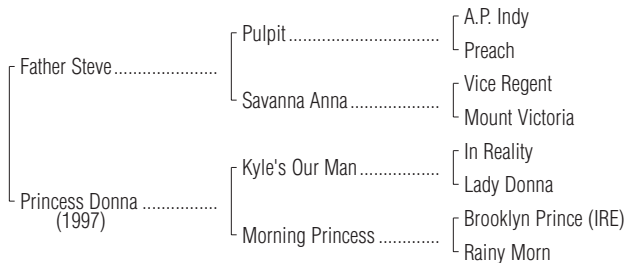 A.P. Indy
Pulpit
Preach
Father Steve
Vice Regent
Savanna Anna
Mount Victoria
In Reality
Kyle's Our Man
Lady Donna
Princess Donna
(1997)
Brooklyn Prince (IRE)
Morning Princess
Rainy Morn